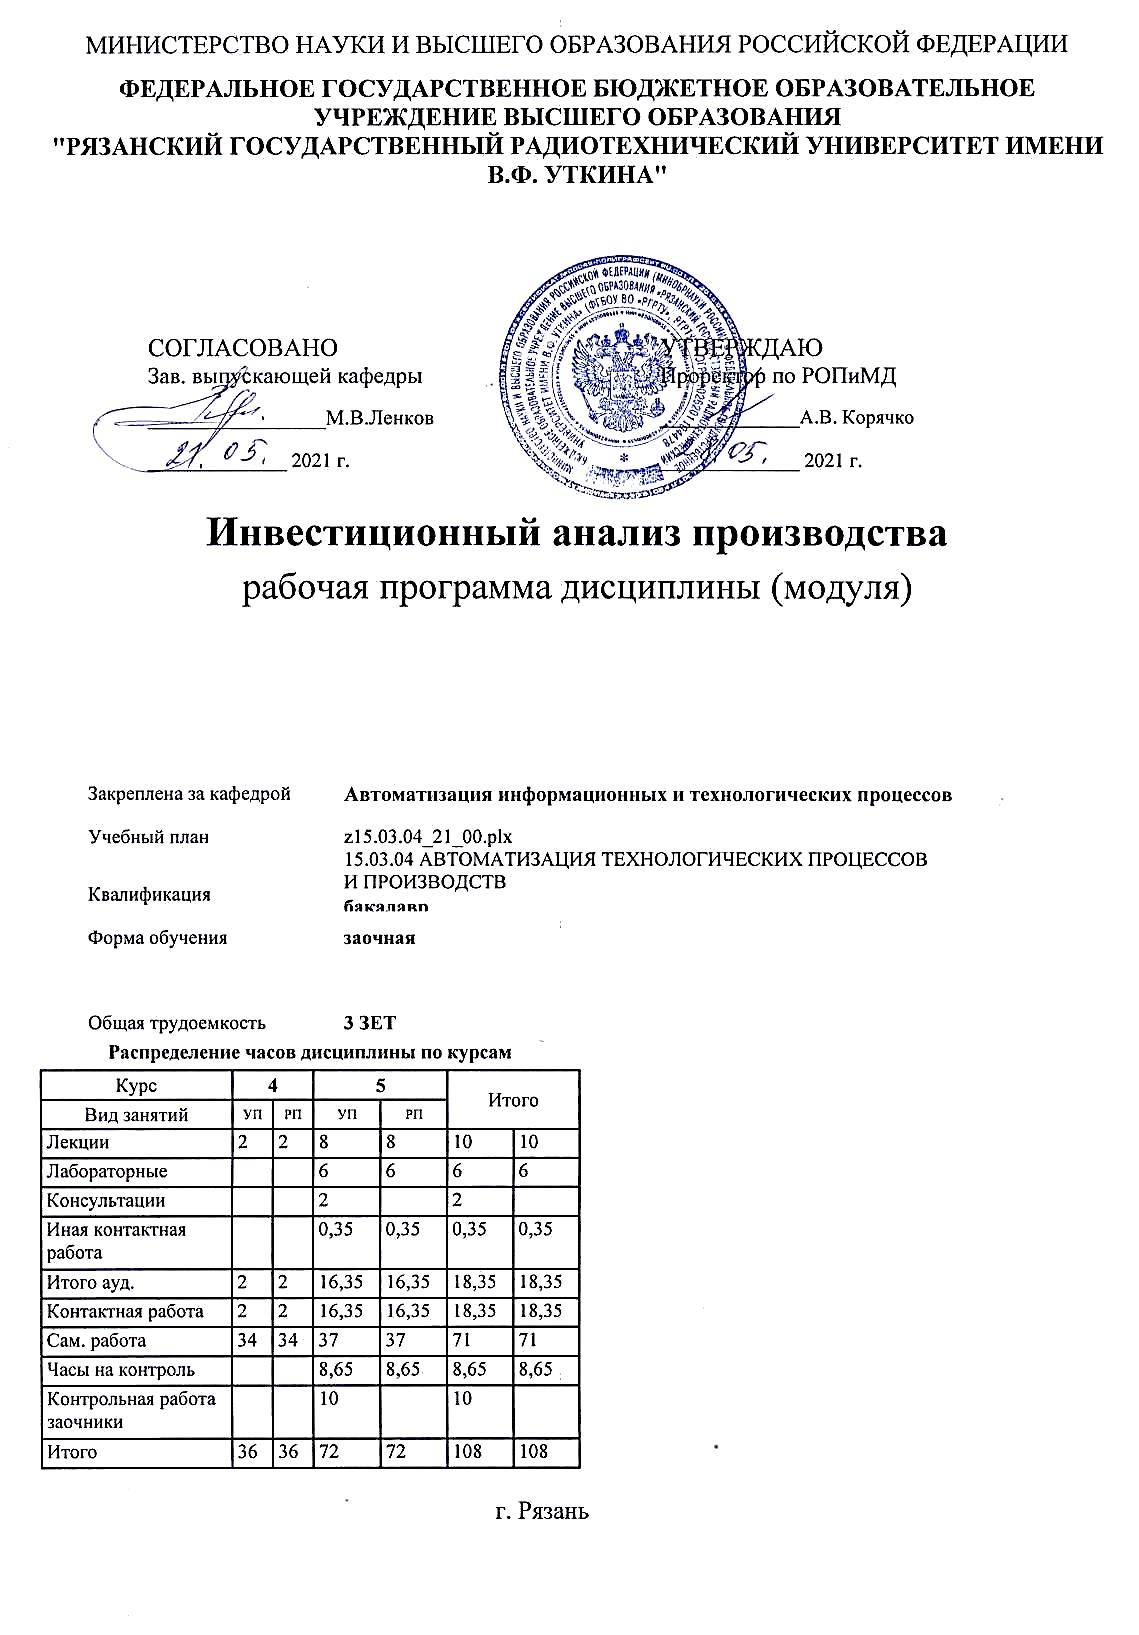 МИНИСТЕРСТВО НАУКИ И ВЫСШЕГО ОБРАЗОВАНИЯ РОССИЙСКОЙ ФЕДЕРАЦИИ
ФЕДЕРАЛЬНОЕ ГОСУДАРСТВЕННОЕ БЮДЖЕТНОЕ ОБРАЗОВАТЕЛЬНОЕ
УЧРЕЖДЕНИЕ ВЫСШЕГО ОБРАЗОВАНИЯ
"РЯЗАНСКИЙ ГОСУДАРСТВЕННЫЙ РАДИОТЕХНИЧЕСКИЙ УНИВЕРСИТЕТ ИМЕНИ
В.Ф. УТКИНА"
СОГЛАСОВАНО
Зав. выпускающей кафедры
М.В.Ленков
21. 05. 2021 г.
УТВЕРЖДАЮ
Проректор по РОПиМД
А.В. Корячко
05. 2021 г.
Инвестиционный анализ производства
рабочая программа дисциплины (модуля)
Закреплена за кафедрой Автоматизация информационных и технологических процессов
Учебный план z15.03.04_21_00.plx
15.03.04 АВТОМАТИЗАЦИЯ ТЕХНОЛОГИЧЕСКИХ ПРОЦЕССОВ
И ПРОИЗВОДСТВ
Квалификация бакалавр
Форма обучения заочная
Общая трудоемкость 3 ЗЕТ
Распределение часов дисциплины по курсам
Курс 4 5 Итого
Вид занятий УП РП УП РП
Лекции 2 2 8 8 10 10
Лабораторные 6 6 6 6
Консультации 2 2
Иная контактная работа 0,35 0,35 0,35 0,35
Итого ауд. 2 2 16,35 16,35 18,35 18,35
Контактная работа 2 2 16,35 16,35 18,35 18,35
Сам. работа 34 34 37 37 71 71
Часы на контроль 8,65 8,65 8,65 8,65
Контрольная работа заочники 10 10
Итого 36 36 72 72 108 108
г. Рязань